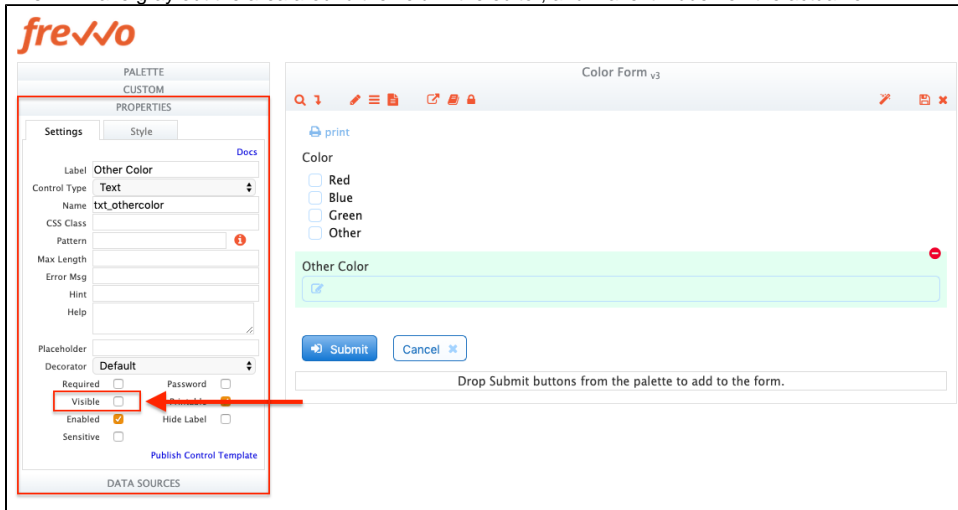 frevvo
PALETTE
CUSTOM
PROPERTIES
Settings Style
Docs
Label Other Color
Control Type Text
Name txt_othercolor
CSS Class
Pattern
Max Length
Error Msg
Hint
Help
Placeholder
Decorator Default
Required Password
Visible Printable
Enabled Hide Label
Sensitive
Publish Control Template
DATA SOURCES
Color Form v3
print
Color
Red
Blue
Green
Other
Other Color
Submit Cancel
Drop Submit buttons from the palette to add to the form.